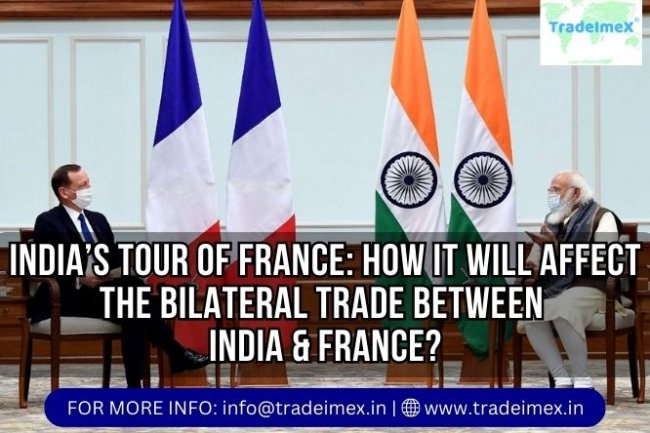 TradeImeX®
INDIA'S TOUR OF FRANCE: HOW IT WILL AFFECT
THE BILATERAL TRADE BETWEEN
INDIA & FRANCE?
FOR MORE INFO: info@tradeimex.in | www.tradeimex.in